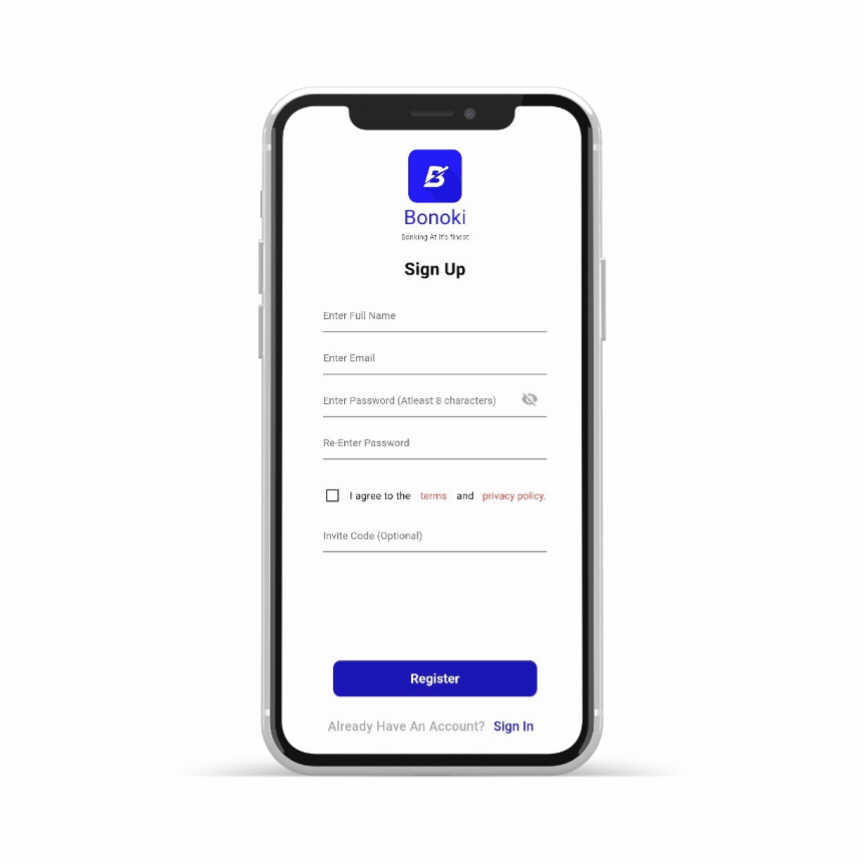 B
Bonoki
Banking At it's finest
Sign Up
Enter Full Name
Enter Email
Enter Password (Atleast 8 characters)
Re-Enter Password
I agree to the terms and privacy policy.
Invite Code (Optional)
Register
Already Have An Account? Sign In